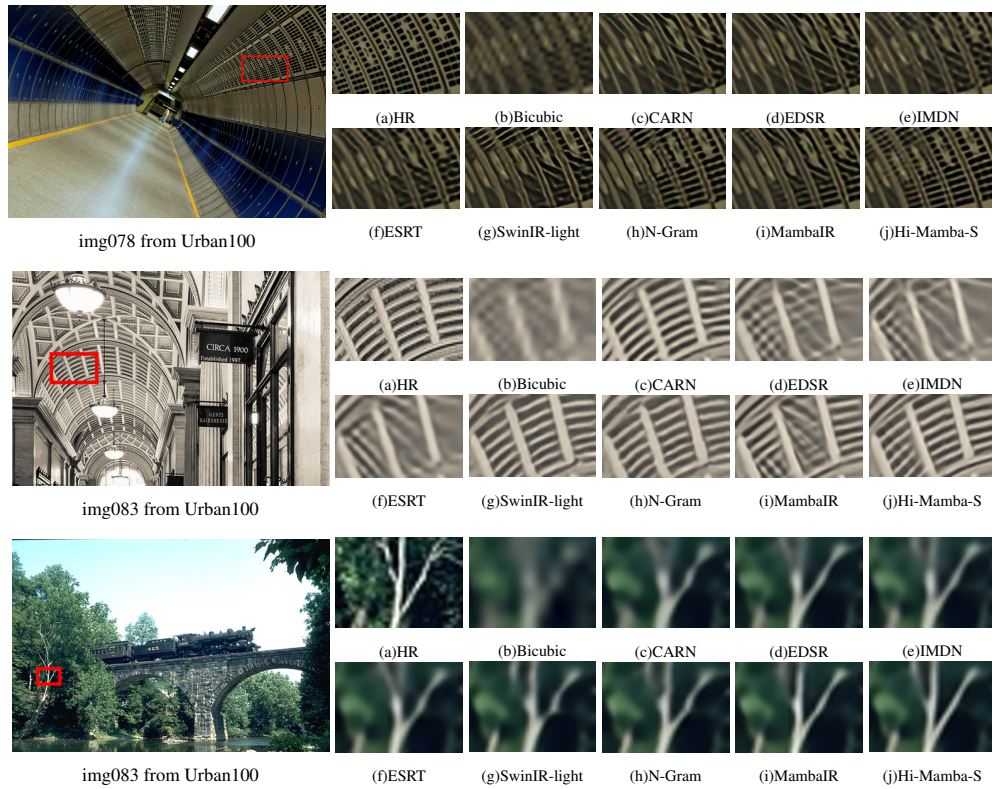 (a)HR (b)Bicubic (c)CARN (d)EDSR (e)IMDN
(f)ESRT (g)SwinIR-light (h)N-Gram (i)MambaIR (j)Hi-Mamba-S
img078 from Urban100
CIRCA 1900
Established 1997
GENTS
(a)HR (b)Bicubic (c)CARN (d)EDSR (e)IMDN
(f)ESRT (g)SwinIR-light (h)N-Gram (i)MambaIR (j)Hi-Mamba-S
img083 from Urban100
425
(a)HR (b)Bicubic (c)CARN (d)EDSR (e)IMDN
(f)ESRT (g)SwinIR-light (h)N-Gram (i)MambaIR (j)Hi-Mamba-S
img083 from Urban100